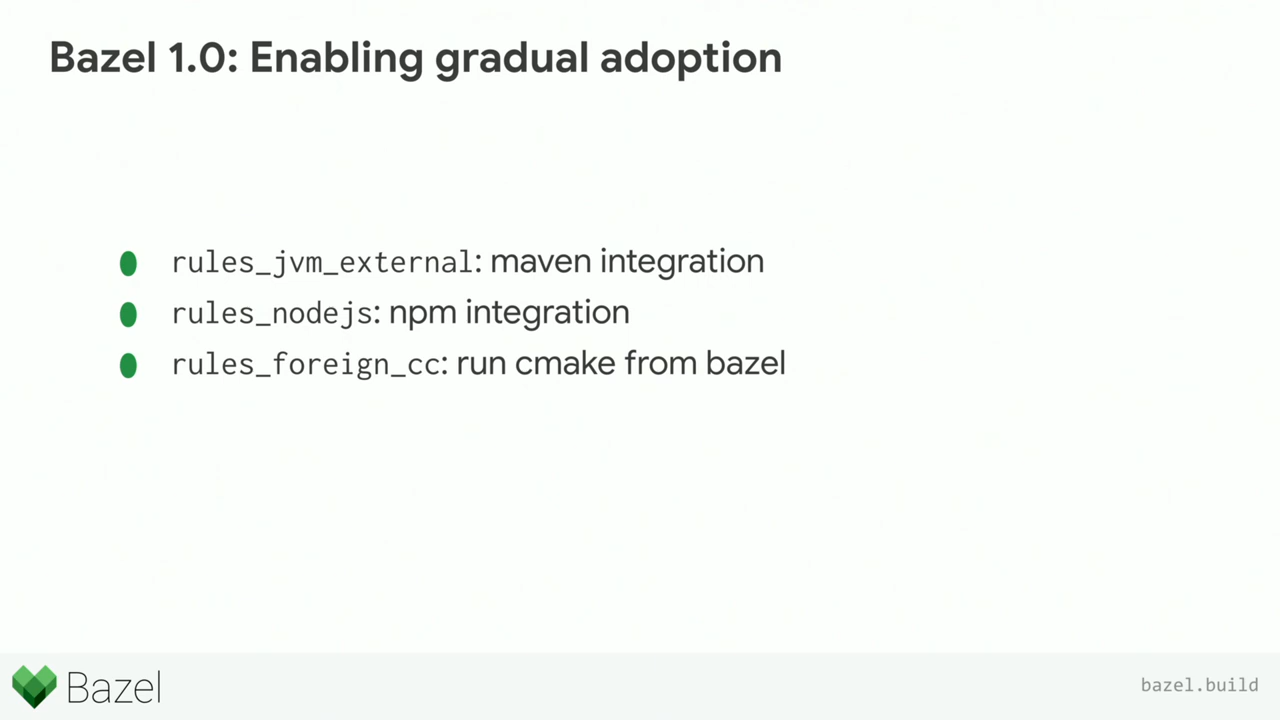 Bazel 1.0: Enabling gradual adoption
rules_jvm_external: maven integration
rules_nodejs: npm integration
rules_foreign_cc: run cmake from bazel
Bazel
bazel.build